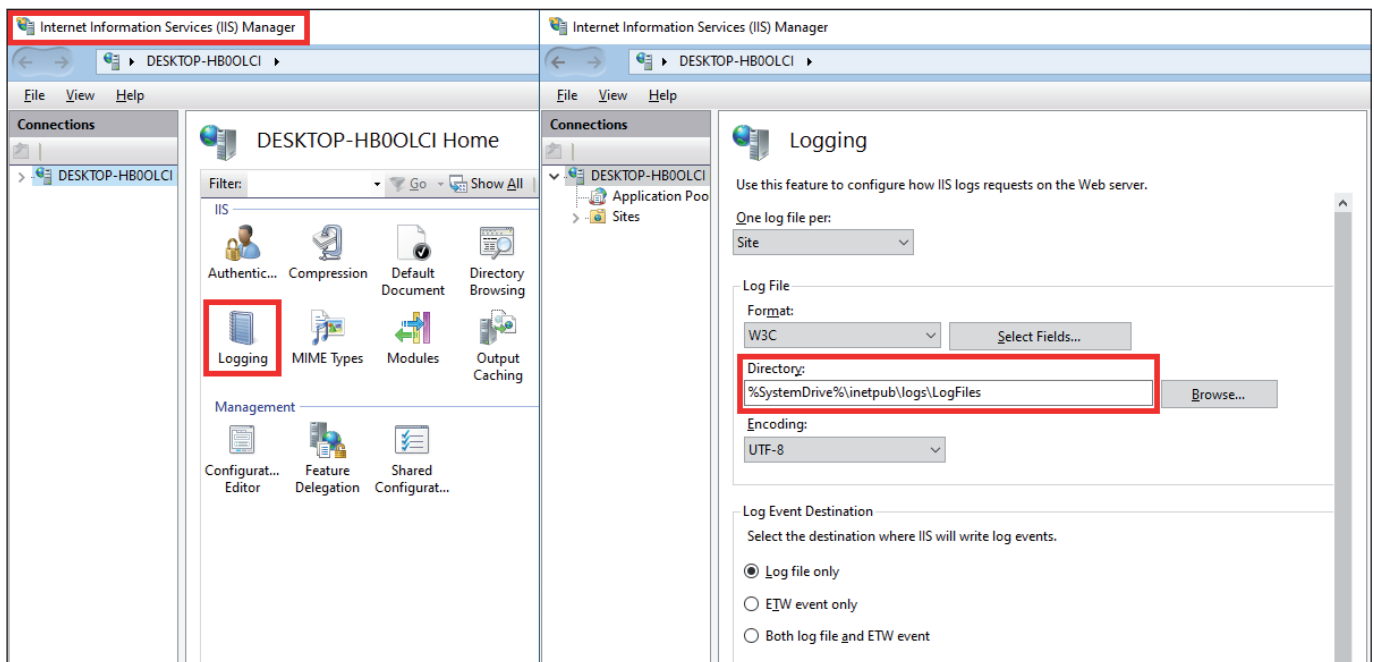 Internet Information Services (IIS) Manager
DESKTOP-HB0OLCI
File View Help
Connections
DESKTOP-HB0OLCI
DESKTOP-HB0OLCI Home
Filter: Go Show All
IIS
Authentic... Compression Default Document Directory Browsing
Logging MIME Types Modules Output Caching
Management
Configurat... Editor Feature Delegation Shared Configurat...
Internet Information Services (IIS) Manager
DESKTOP-HB0OLCI
File View Help
Connections
DESKTOP-HB0OLCI
Application Poo
Sites
Logging
Use this feature to configure how IIS logs requests on the Web server.
One log file per:
Site
Log File
Format:
W3C Select Fields...
Directory:
%SystemDrive%\inetpub\logs\LogFiles Browse...
Encoding:
UTF-8
Log Event Destination
Select the destination where IIS will write log events.
Log file only
ETW event only
Both log file and ETW event